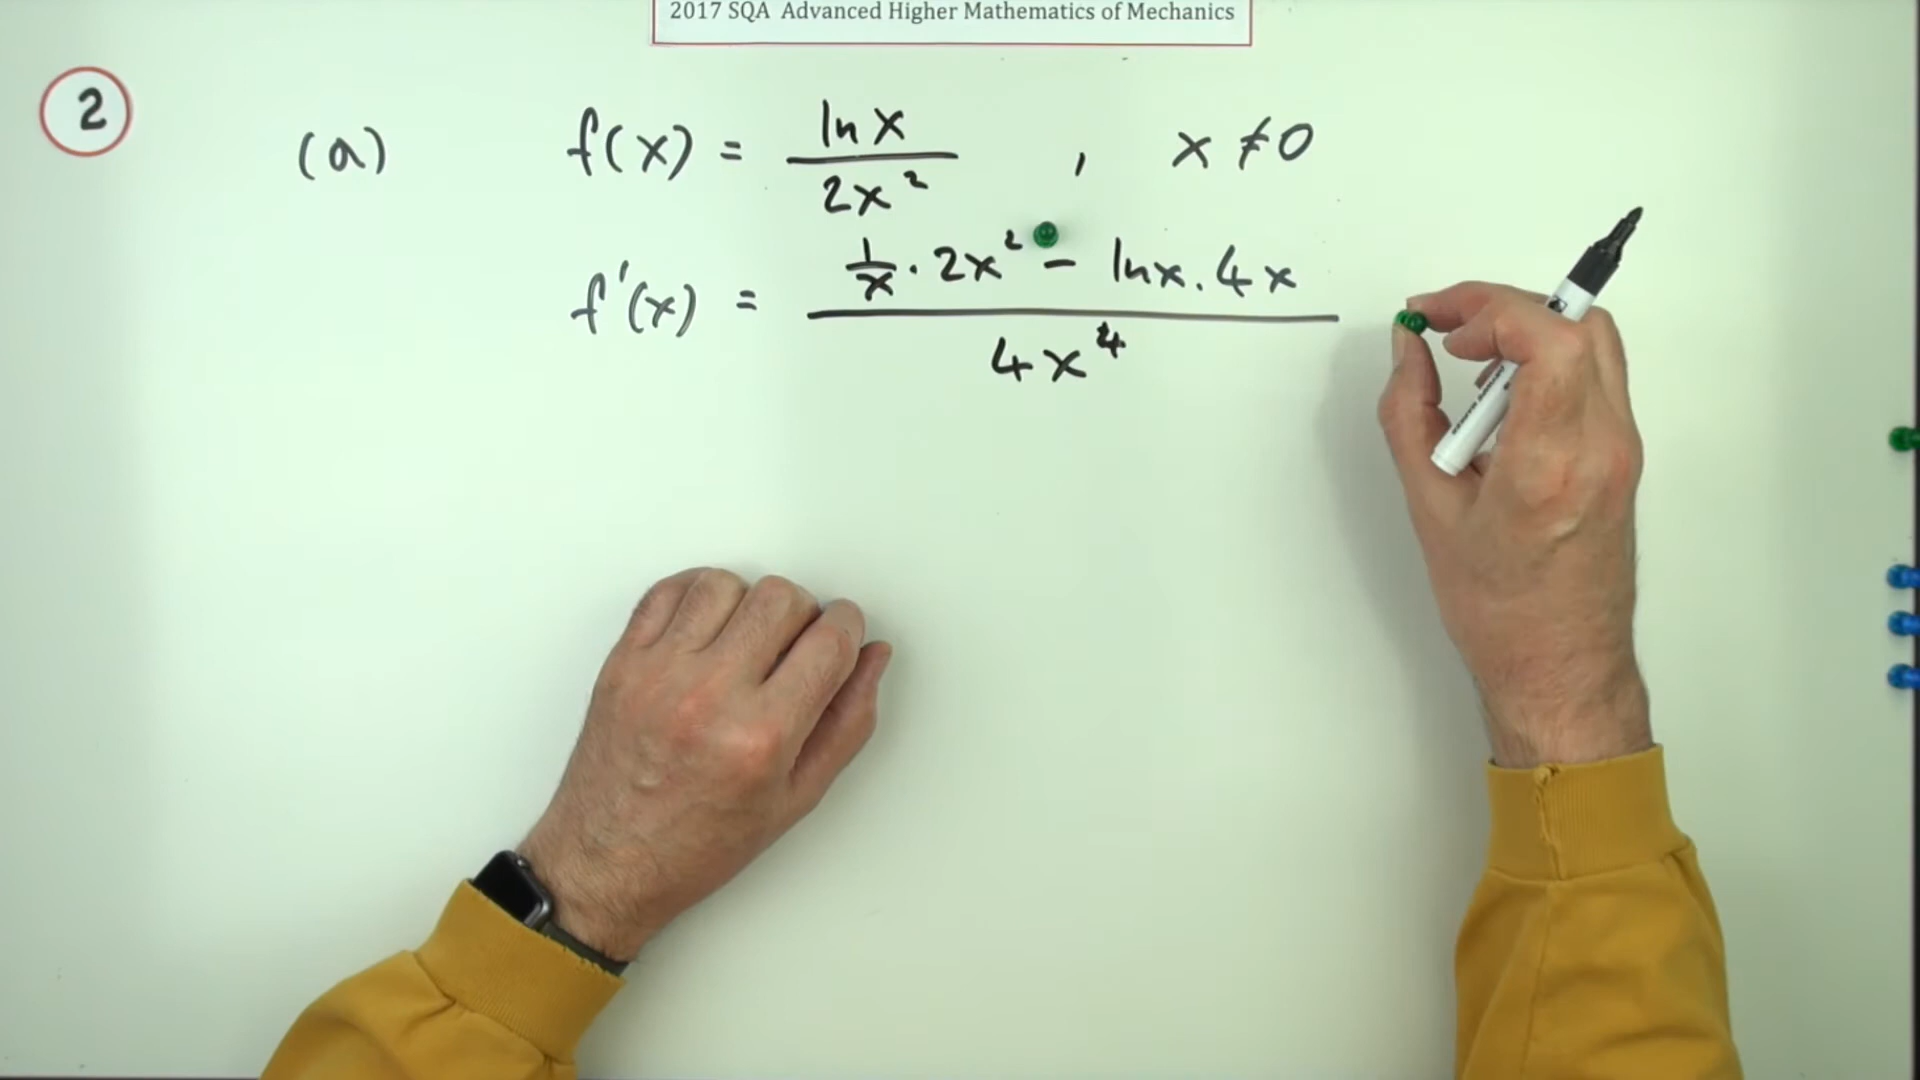 2017 SQA Advanced Higher Mathematics of Mechanics
2
(a) f(x) = ln x / 2x² , x ≠ 0
f'(x) = (1/x · 2x² − ln x . 4x) / 4x⁴